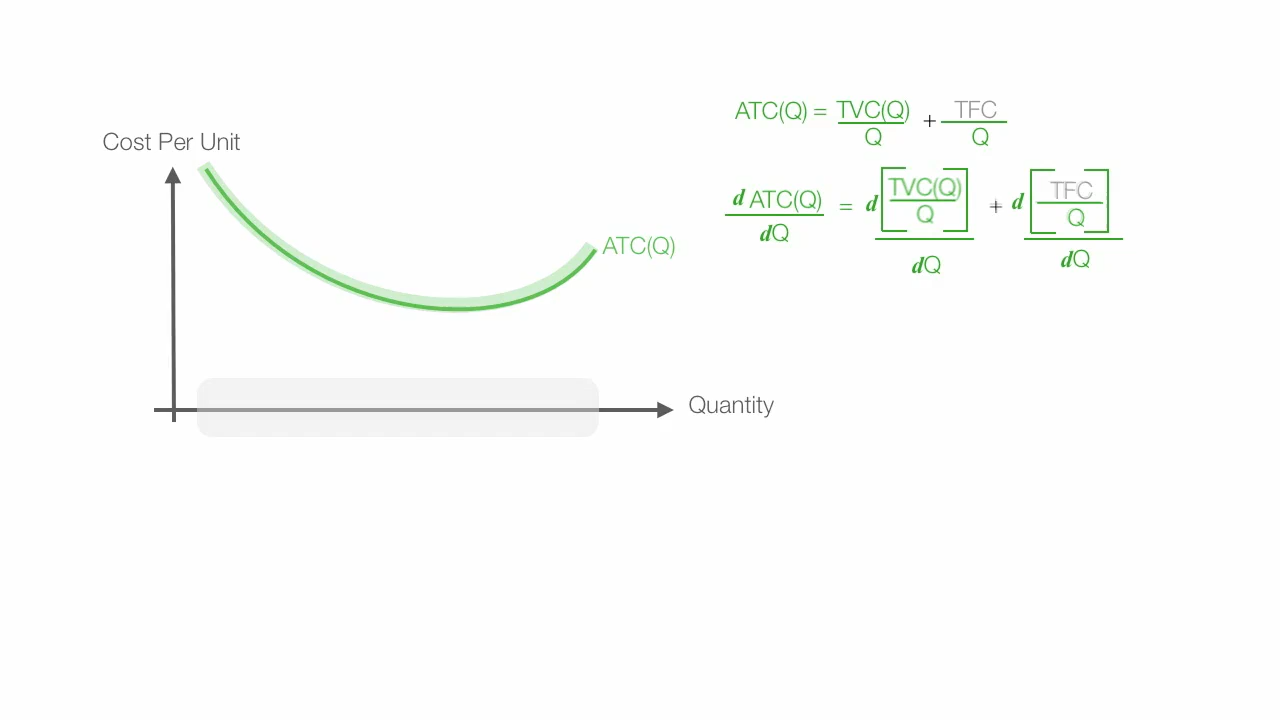 Cost Per Unit
ATC(Q)
Quantity
ATC(Q) = TVC(Q)/Q + TFC/Q
d ATC(Q)/dQ = d[TVC(Q)/Q]/dQ + d[TFC/Q]/dQ